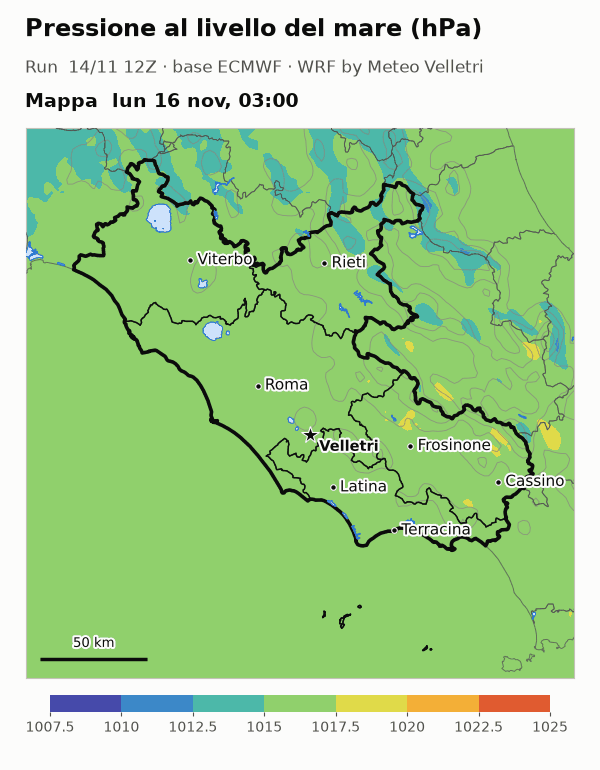 Pressione al livello del mare (hPa)
Run  14/11 12Z · base ECMWF · WRF by Meteo Velletri
Mappa  lun 16 nov, 03:00
Viterbo
Rieti
Roma
Velletri
Frosinone
Latina
Cassino
Terracina
50 km
1007.5 1010 1012.5 1015 1017.5 1020 1022.5 1025